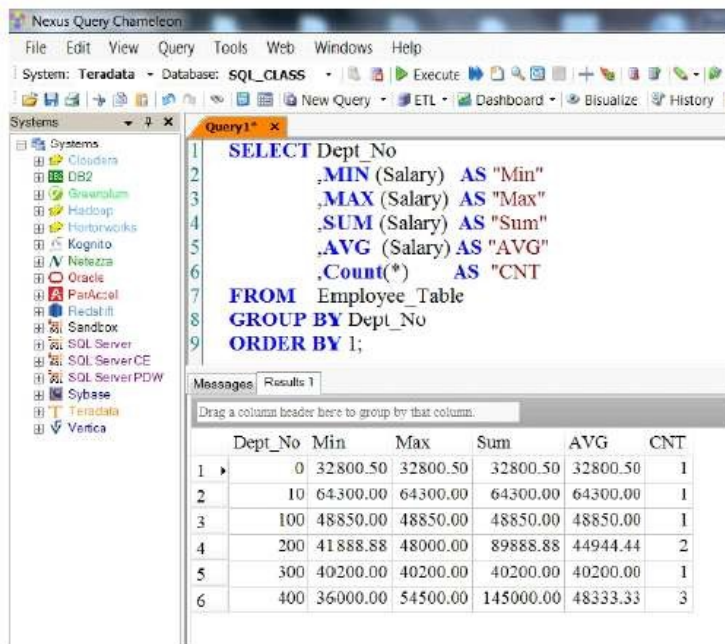 Nexus Query Chameleon
File Edit View Query Tools Web Windows Help
System: Teradata Database: SQL_CLASS Execute
New Query ETL Dashboard Bisualize History
Systems
Query1* x
Systems
Cloudera
DB2
Greenplum
Hadoop
Hortonworks
Kognito
Netezza
Oracle
ParAccel
Redshift
Sandbox
SQL Server
SQL Server CE
SQL Server PDW
Sybase
Teradata
Vertica
1 SELECT Dept_No
2 ,MIN (Salary) AS "Min"
3 ,MAX (Salary) AS "Max"
4 ,SUM (Salary) AS "Sum"
5 ,AVG (Salary) AS "AVG"
6 ,Count(*) AS "CNT
7 FROM Employee_Table
8 GROUP BY Dept_No
9 ORDER BY 1;
Messages Results 1
Drag a column header here to group by that column.
Dept_No Min Max Sum AVG CNT
1 0 32800.50 32800.50 32800.50 32800.50 1
2 10 64300.00 64300.00 64300.00 64300.00 1
3 100 48850.00 48850.00 48850.00 48850.00 1
4 200 41888.88 48000.00 89888.88 44944.44 2
5 300 40200.00 40200.00 40200.00 40200.00 1
6 400 36000.00 54500.00 145000.00 48333.33 3